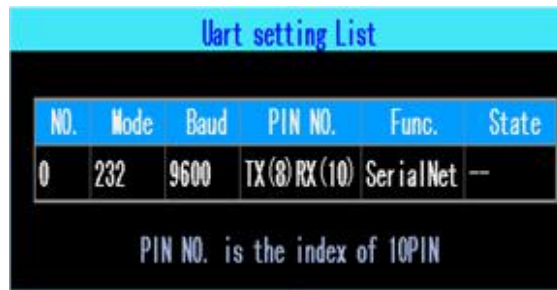 Uart setting List
NO. Mode Baud PIN NO. Func. State
0 232 9600 TX(8)RX(10) SerialNet --
PIN NO. is the index of 10PIN